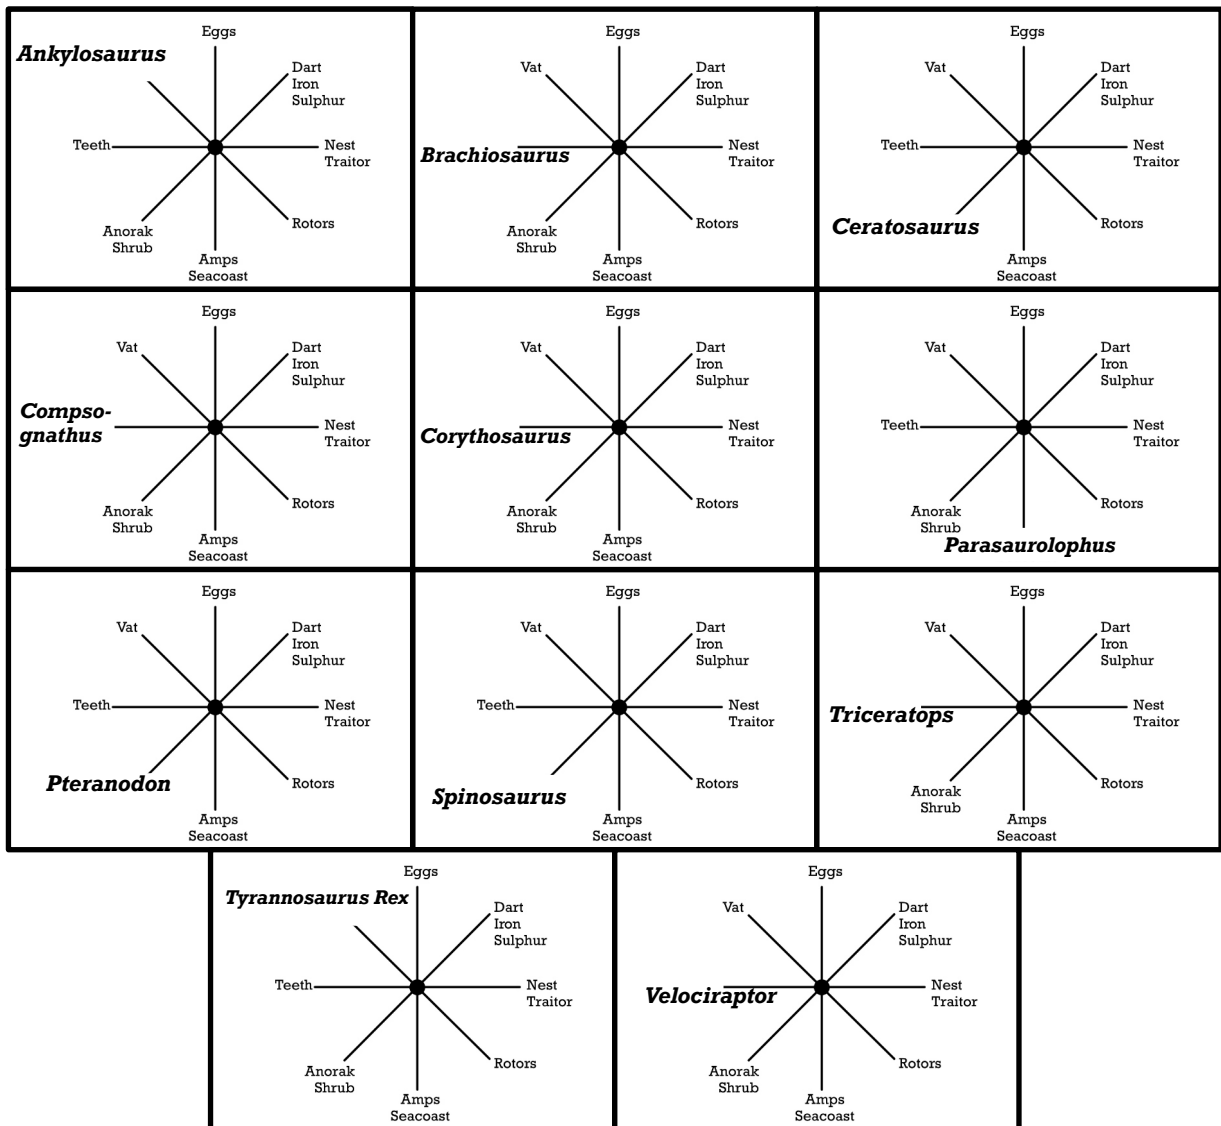 Eggs
Ankylosaurus
Dart
Iron
Sulphur
Teeth
Nest
Traitor
Anorak
Shrub
Rotors
Amps
Seacoast
Eggs
Vat
Dart
Iron
Sulphur
Brachiosaurus
Nest
Traitor
Anorak
Shrub
Rotors
Amps
Seacoast
Eggs
Vat
Dart
Iron
Sulphur
Teeth
Nest
Traitor
Ceratosaurus
Rotors
Amps
Seacoast
Eggs
Vat
Dart
Iron
Sulphur
Compso-
gnathus
Nest
Traitor
Anorak
Shrub
Rotors
Amps
Seacoast
Eggs
Vat
Dart
Iron
Sulphur
Corythosaurus
Nest
Traitor
Anorak
Shrub
Rotors
Amps
Seacoast
Eggs
Vat
Dart
Iron
Sulphur
Teeth
Nest
Traitor
Anorak
Shrub
Rotors
Parasaurolophus
Eggs
Vat
Dart
Iron
Sulphur
Teeth
Nest
Traitor
Pteranodon
Rotors
Amps
Seacoast
Eggs
Vat
Dart
Iron
Sulphur
Teeth
Nest
Traitor
Spinosaurus
Rotors
Amps
Seacoast
Eggs
Vat
Dart
Iron
Sulphur
Triceratops
Nest
Traitor
Anorak
Shrub
Rotors
Amps
Seacoast
Eggs
Tyrannosaurus Rex
Dart
Iron
Sulphur
Teeth
Nest
Traitor
Anorak
Shrub
Rotors
Amps
Seacoast
Eggs
Vat
Dart
Iron
Sulphur
Velociraptor
Nest
Traitor
Anorak
Shrub
Rotors
Amps
Seacoast